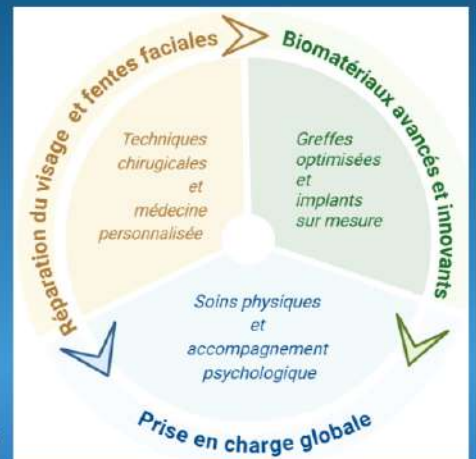 Réparation du visage et fentes faciales
Biomatériaux avancés et innovants
Techniques
chirugicales
et
médecine
personnalisée
Greffes
optimisées
et
implants
sur mesure
Soins physiques
et
accompagnement
psychologique
Prise en charge globale